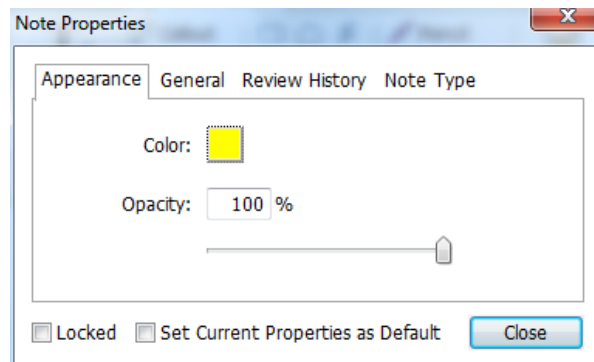 Note Properties
Appearance General Review History Note Type
Color:
Opacity: 100 %
Locked Set Current Properties as Default Close